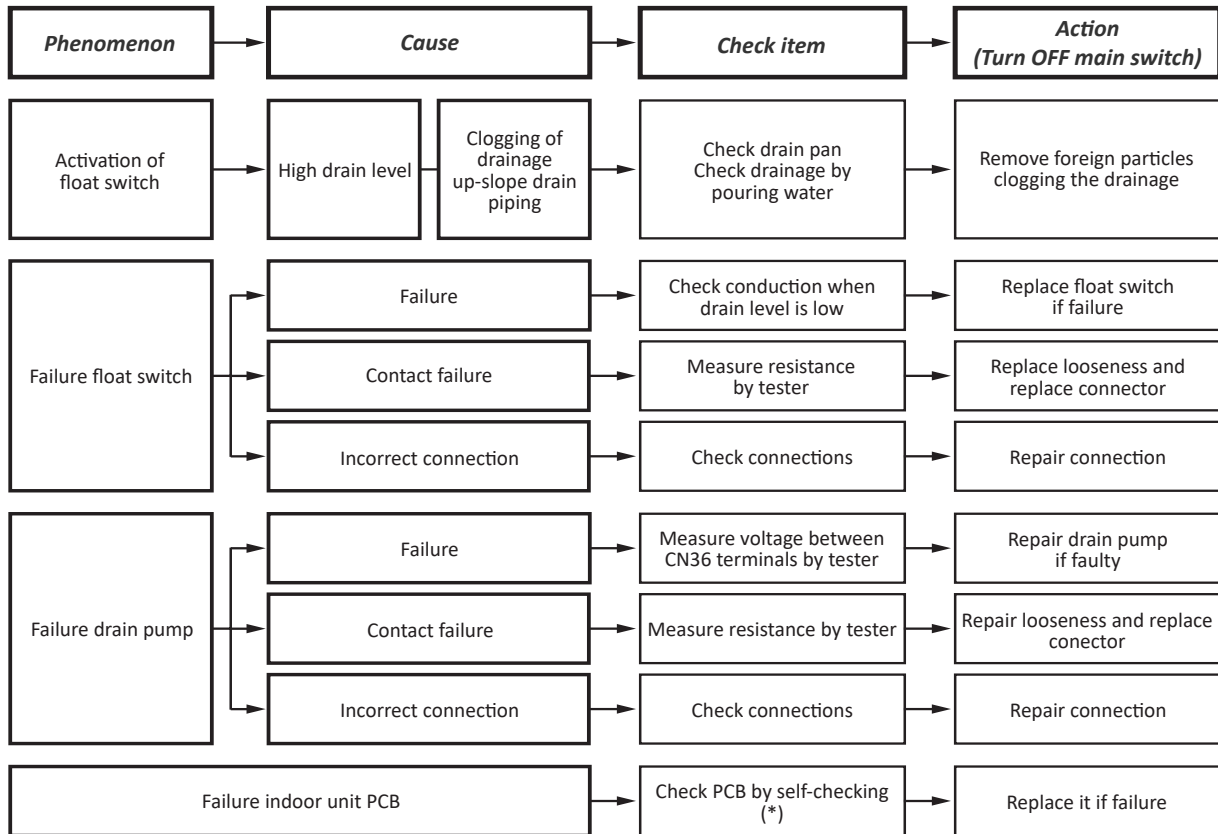 Phenomenon
Cause
Check item
Action
(Turn OFF main switch)
Activation of
float switch
High drain level
Clogging of
drainage
up-slope drain
piping
Check drain pan
Check drainage by
pouring water
Remove foreign particles
clogging the drainage
Failure float switch
Failure
Check conduction when
drain level is low
Replace float switch
if failure
Contact failure
Measure resistance
by tester
Replace looseness and
replace connector
Incorrect connection
Check connections
Repair connection
Failure drain pump
Failure
Measure voltage between
CN36 terminals by tester
Repair drain pump
if faulty
Contact failure
Measure resistance by tester
Repair looseness and replace
conector
Incorrect connection
Check connections
Repair connection
Failure indoor unit PCB
Check PCB by self-checking
(*)
Replace it if failure